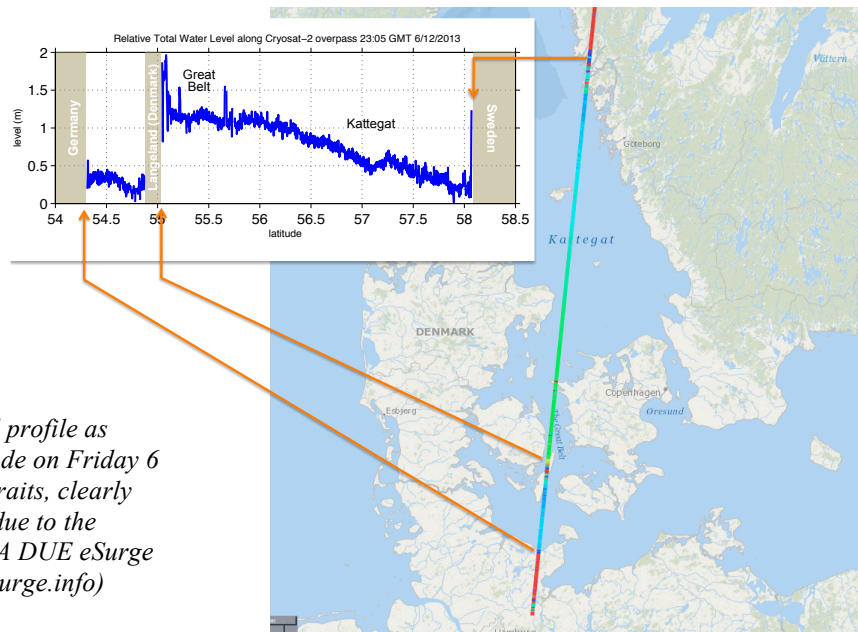 Relative Total Water Level along Cryosat−2 overpass 23:05 GMT 6/12/2013
2
1.5
1
0.5
0
level (m)
Germany
Langeland (Denmark)
Great
Belt
Kattegat
Sweden
54
54.5
55
55.5
56
56.5
57
57.5
58
58.5
latitude
Vättern
Göteborg
Kattegat
DENMARK
Copenhagen
Øresund
Esbjerg
The Great Belt
profile as
de on Friday 6
raits, clearly
due to the
A DUE eSurge
urge.info)